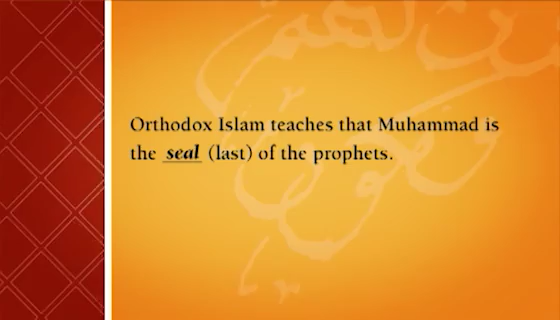 Orthodox Islam teaches that Muhammad is
the seal (last) of the prophets.